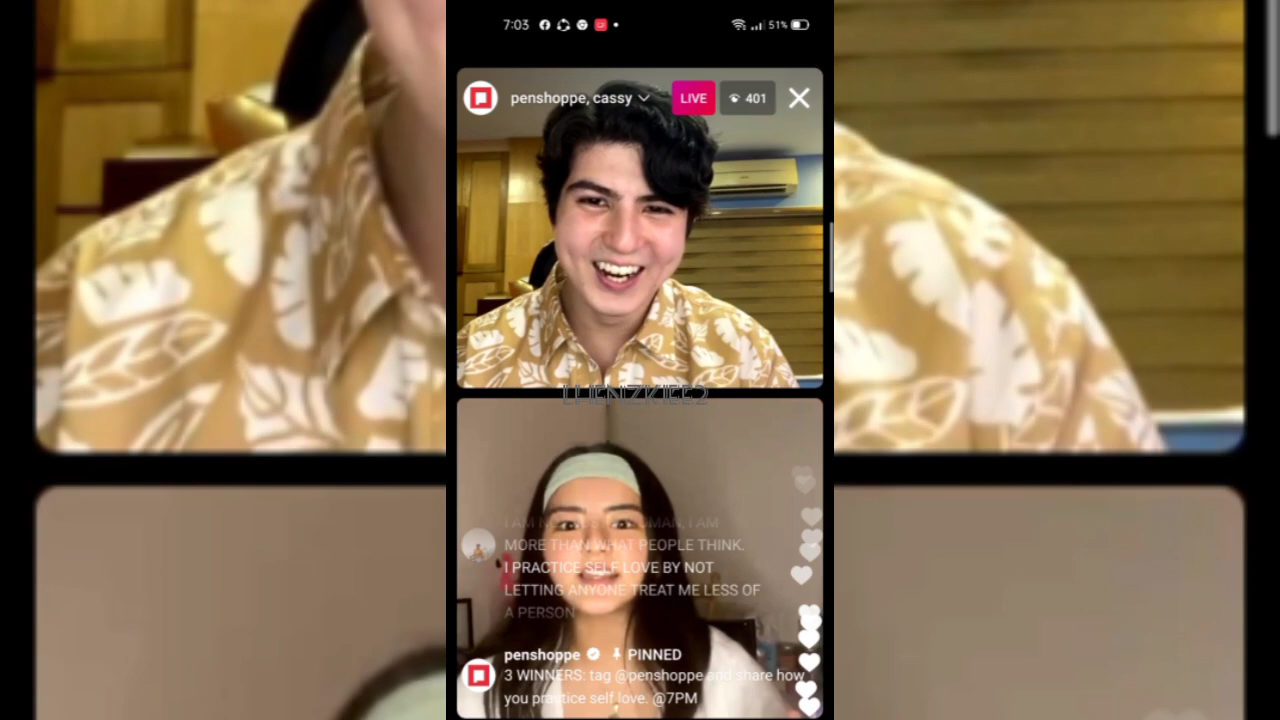 7:03
51%
penshoppe, cassy
LIVE
401
LHENZKIEE2
MORE THAN WHAT PEOPLE THINK.
I PRACTICE SELF LOVE BY NOT
LETTING ANYONE TREAT ME LESS OF
A PERSON
penshoppe PINNED
3 WINNERS: tag @penshoppe and share how
you practice self love. @7PM